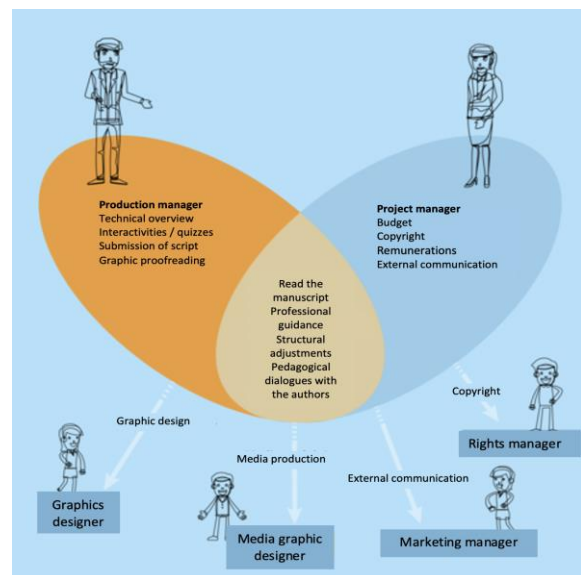 Production manager
Technical overview
Interactivities / quizzes
Submission of script
Graphic proofreading
Project manager
Budget
Copyright
Remunerations
External communication
Read the
manuscript
Professional
guidance
Structural
adjustments
Pedagogical
dialogues with
the authors
Graphic design
Media production
External communication
Copyright
Graphics
designer
Media graphic
designer
Marketing manager
Rights manager